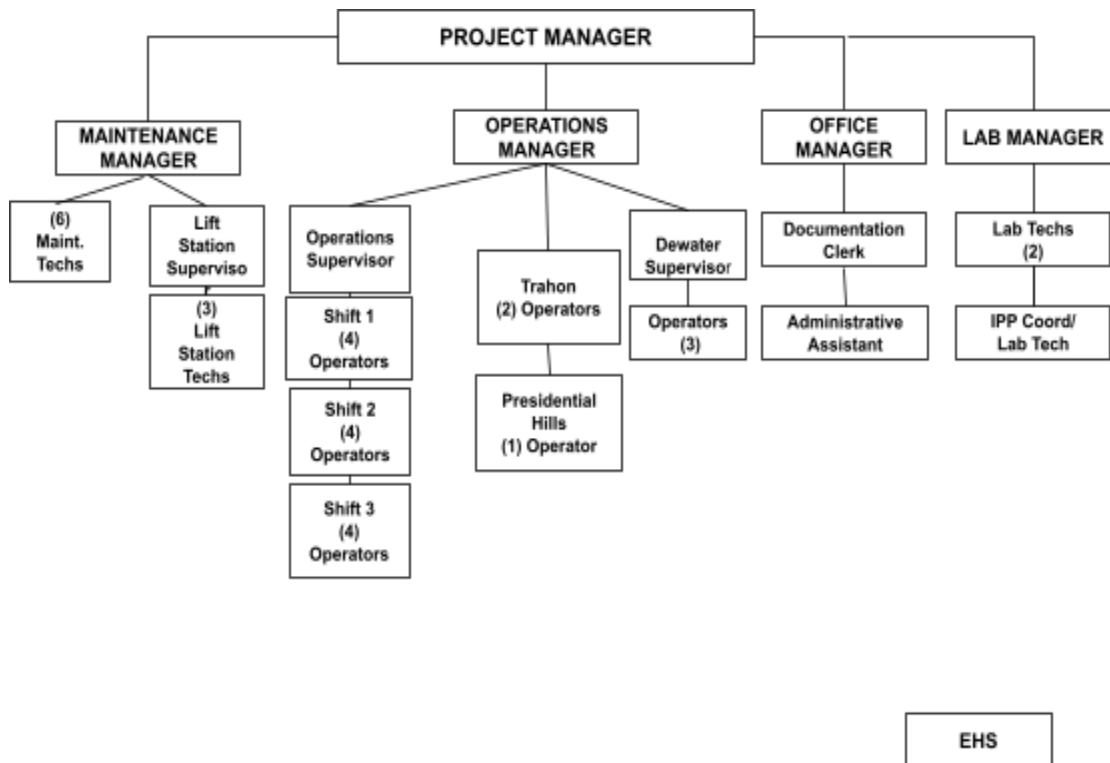 PROJECT MANAGER
MAINTENANCE
MANAGER
OPERATIONS
MANAGER
OFFICE
MANAGER
LAB MANAGER
(6)
Maint.
Techs
Lift
Station
Superviso
(3)
Lift
Station
Techs
Operations
Supervisor
Shift 1
(4)
Operators
Shift 2
(4)
Operators
Shift 3
(4)
Operators
Trahon
(2) Operators
Presidential
Hills
(1) Operator
Dewater
Supervisor
Operators
(3)
Documentation
Clerk
Administrative
Assistant
Lab Techs
(2)
IPP Coord/
Lab Tech
EHS